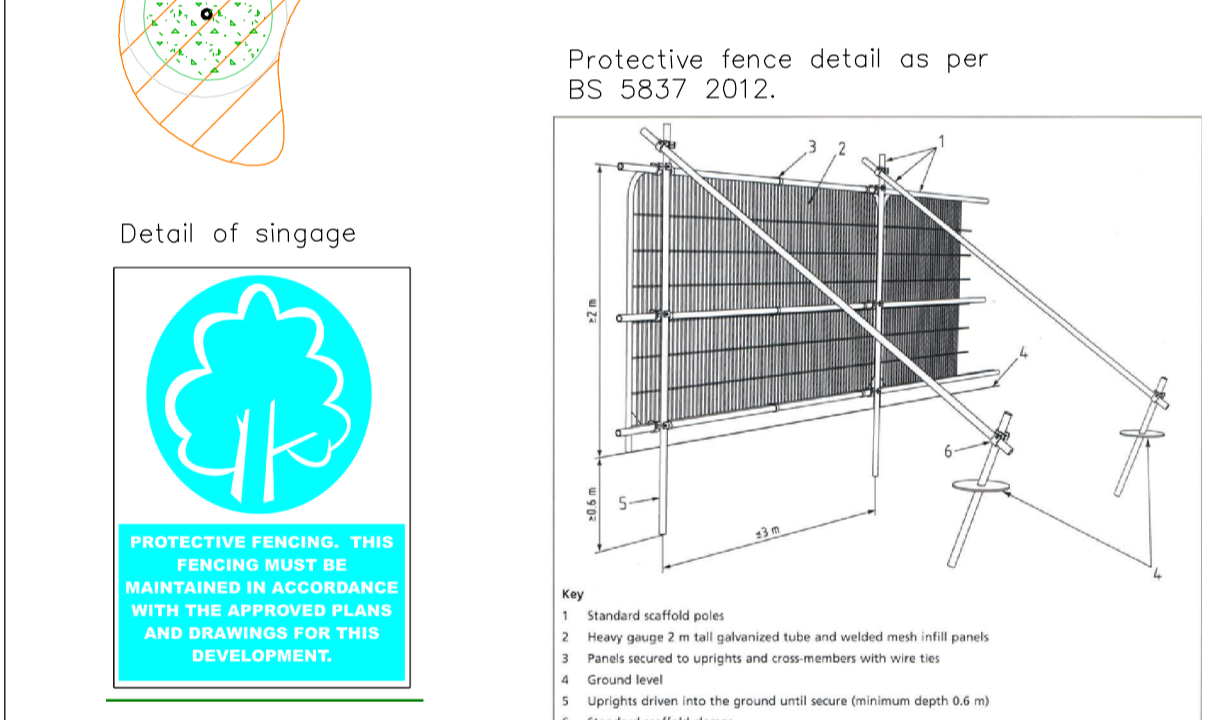 Protective fence detail as per
BS 5837 2012.
Detail of singage
PROTECTIVE FENCING. THIS
FENCING MUST BE
MAINTAINED IN ACCORDANCE
WITH THE APPROVED PLANS
AND DRAWINGS FOR THIS
DEVELOPMENT.
1
3
2
≥2 m
4
6
5
≥0.6 m
≤3 m
4
Key
1 Standard scaffold poles
2 Heavy gauge 2 m tall galvanized tube and welded mesh infill panels
3 Panels secured to uprights and cross-members with wire ties
4 Ground level
5 Uprights driven into the ground until secure (minimum depth 0.6 m)